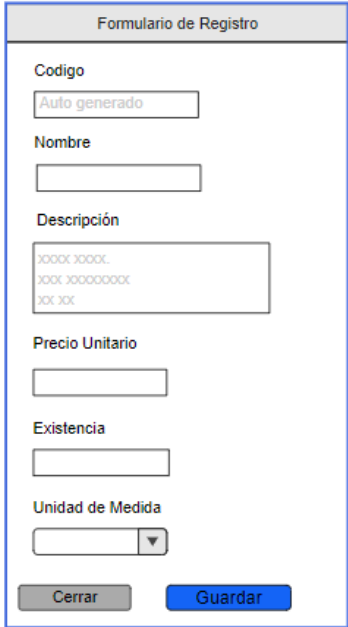 Formulario de Registro
Codigo
Auto generado
Nombre
Descripción
xxxx xxxx.
xxx xxxxxxxx
xx xx
Precio Unitario
Existencia
Unidad de Medida
Cerrar
Guardar